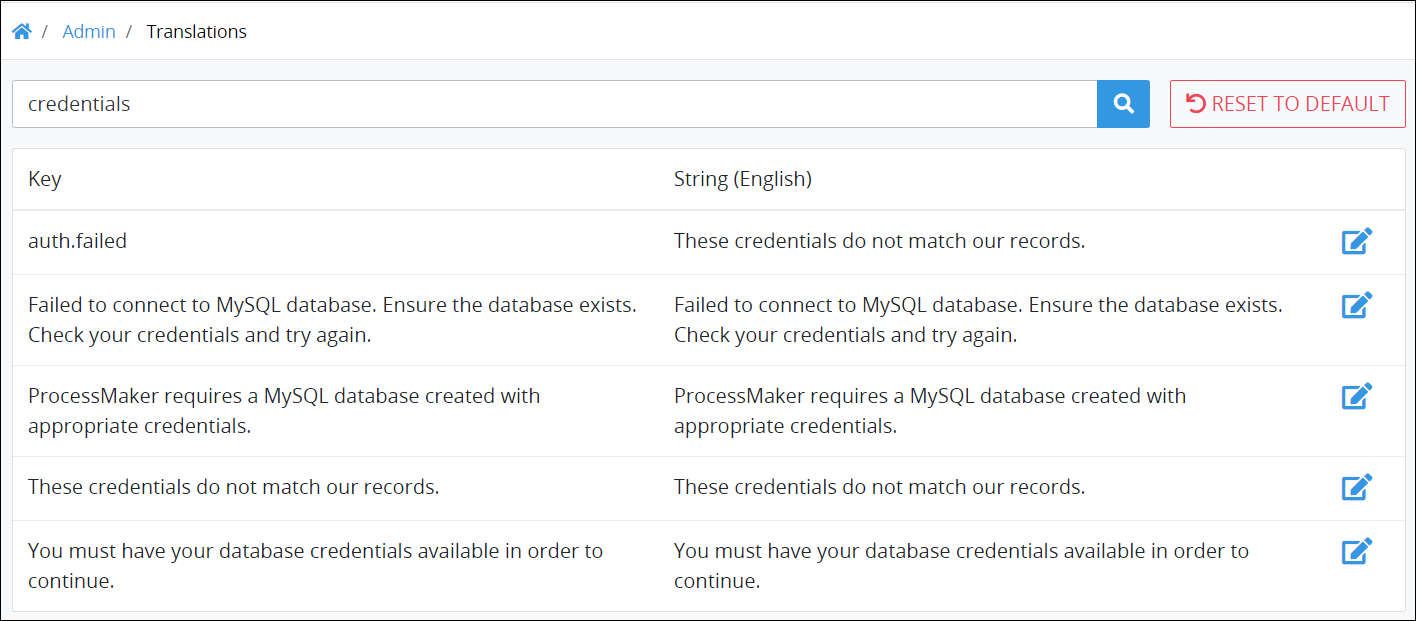 / Admin / Translations
credentials
RESET TO DEFAULT
Key
String (English)
auth.failed
These credentials do not match our records.
Failed to connect to MySQL database. Ensure the database exists.
Check your credentials and try again.
Failed to connect to MySQL database. Ensure the database exists.
Check your credentials and try again.
ProcessMaker requires a MySQL database created with
appropriate credentials.
ProcessMaker requires a MySQL database created with
appropriate credentials.
These credentials do not match our records.
These credentials do not match our records.
You must have your database credentials available in order to
continue.
You must have your database credentials available in order to
continue.